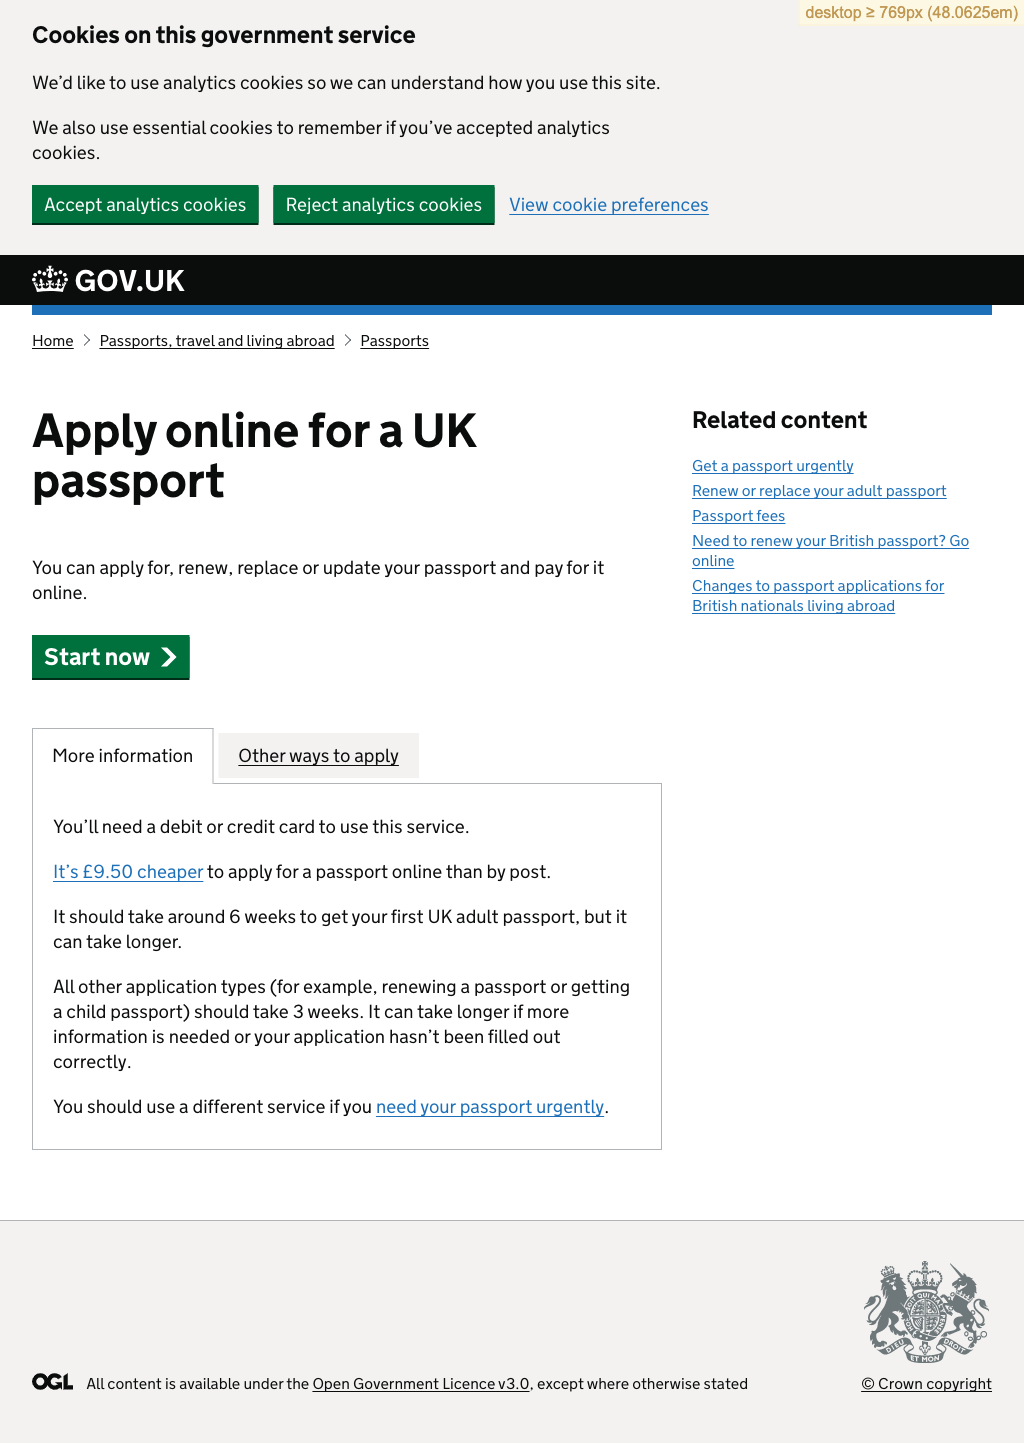 desktop ≥ 769px (48.0625em)
Cookies on this government service
We’d like to use analytics cookies so we can understand how you use this site.
We also use essential cookies to remember if you’ve accepted analytics
cookies.
Accept analytics cookies
Reject analytics cookies
View cookie preferences
GOV.UK
Home
Passports, travel and living abroad
Passports
Apply online for a UK
passport
You can apply for, renew, replace or update your passport and pay for it
online.
Start now
More information
Other ways to apply
You’ll need a debit or credit card to use this service.
It’s £9.50 cheaper to apply for a passport online than by post.
It should take around 6 weeks to get your first UK adult passport, but it
can take longer.
All other application types (for example, renewing a passport or getting
a child passport) should take 3 weeks. It can take longer if more
information is needed or your application hasn’t been filled out
correctly.
You should use a different service if you need your passport urgently.
Related content
Get a passport urgently
Renew or replace your adult passport
Passport fees
Need to renew your British passport? Go
online
Changes to passport applications for
British nationals living abroad
DIEU ET MON DROIT
OGL
All content is available under the Open Government Licence v3.0, except where otherwise stated
© Crown copyright